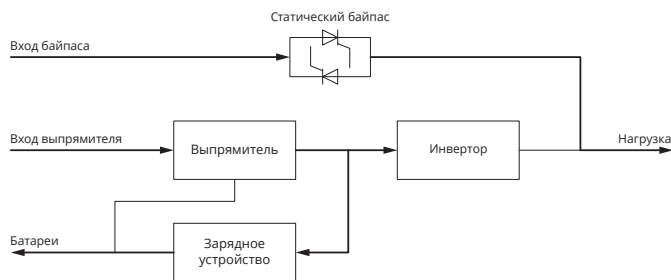 Статический байпас
Вход байпаса
Вход выпрямителя
Выпрямитель
Инвертор
Нагрузка
Батареи
Зарядное
устройство